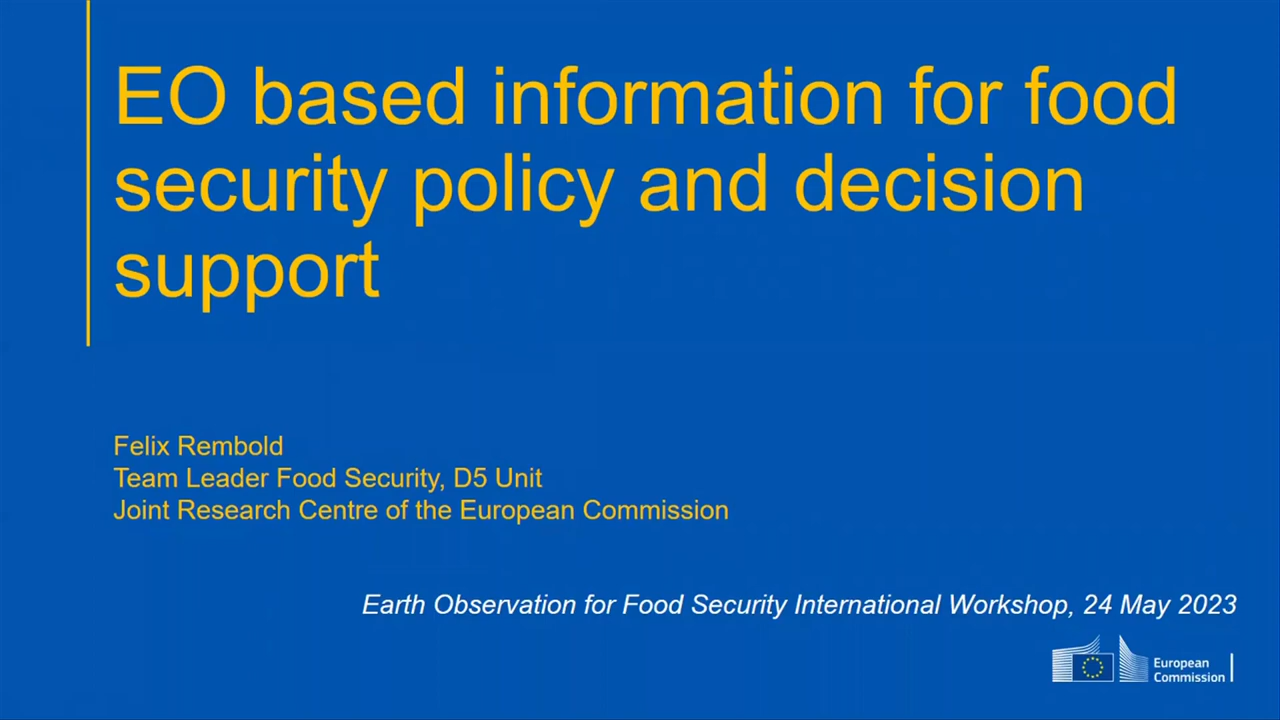 EO based information for food
security policy and decision
support
Felix Rembold
Team Leader Food Security, D5 Unit
Joint Research Centre of the European Commission
Earth Observation for Food Security International Workshop, 24 May 2023
European
Commission